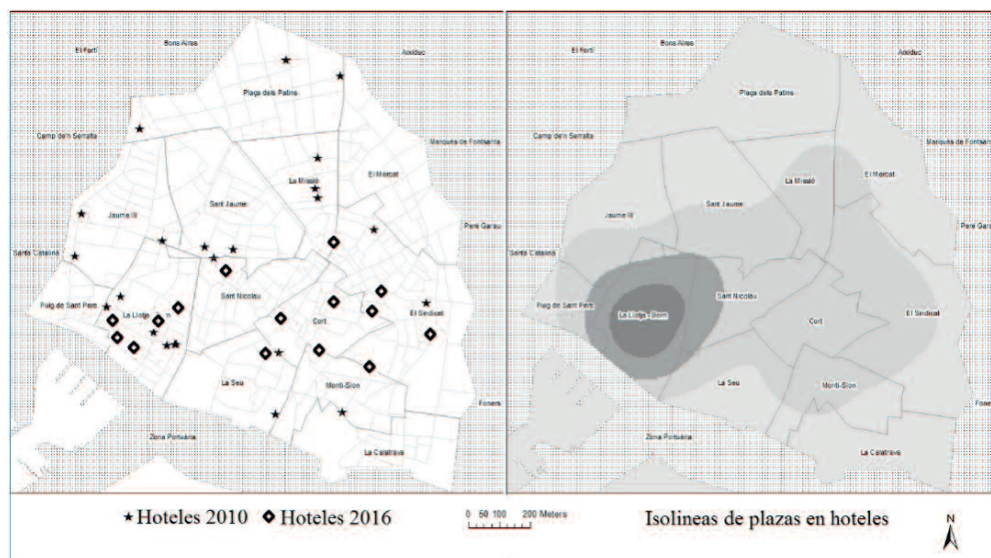 El Fortí
Bons Aires
Arxiduc
Plaça dels Patins
Camp d'en Serralta
Marquès de Fontsanta
La Missió
El Mercat
Sant Jaume
Jaume III
Pere Garau
Santa Catalina
Puig de Sant Pere
La Llotja
Sant Nicolau
Cort
El Sindicat
La Seu
Monti-Sion
Foners
Zona Portuària
La Calatrava
El Fortí
Bons Aires
Arxiduc
Plaça dels Patins
Camp d'en Serralta
Marquès de Fontsanta
La Missió
El Mercat
Sant Jaume
Jaume III
Pere Garau
Santa Catalina
Puig de Sant Pere
La Llotja - Born
Sant Nicolau
Cort
El Sindicat
La Seu
Monti-Sion
Foners
Zona Portuària
La Calatrava
Hoteles 2010
Hoteles 2016
0 50 100 200 Meters
Isolineas de plazas en hoteles
N